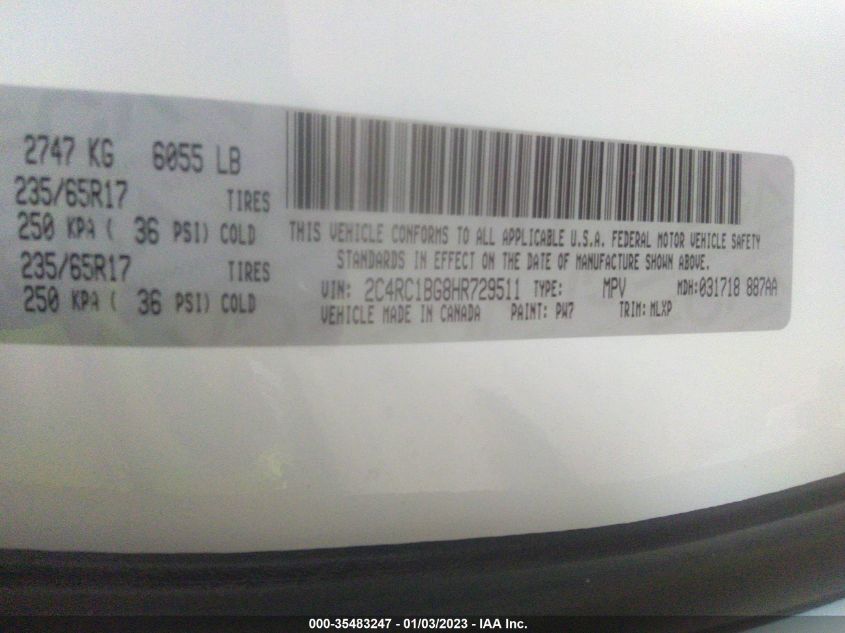 2747 KG 6055 LB
235/65R17 TIRES
250 KPA ( 36 PSI) COLD
235/65R17 TIRES
250 KPA ( 36 PSI) COLD
THIS VEHICLE CONFORMS TO ALL APPLICABLE U.S.A. FEDERAL MOTOR VEHICLE SAFETY
STANDARDS IN EFFECT ON THE DATE OF MANUFACTURE SHOWN ABOVE.
VIN: 2C4RC1BG8HR729511 TYPE: MPV MDH:031718 887AA
VEHICLE MADE IN CANADA PAINT: PW7 TRIM: MLXP
000-35483247 - 01/03/2023 - IAA Inc.